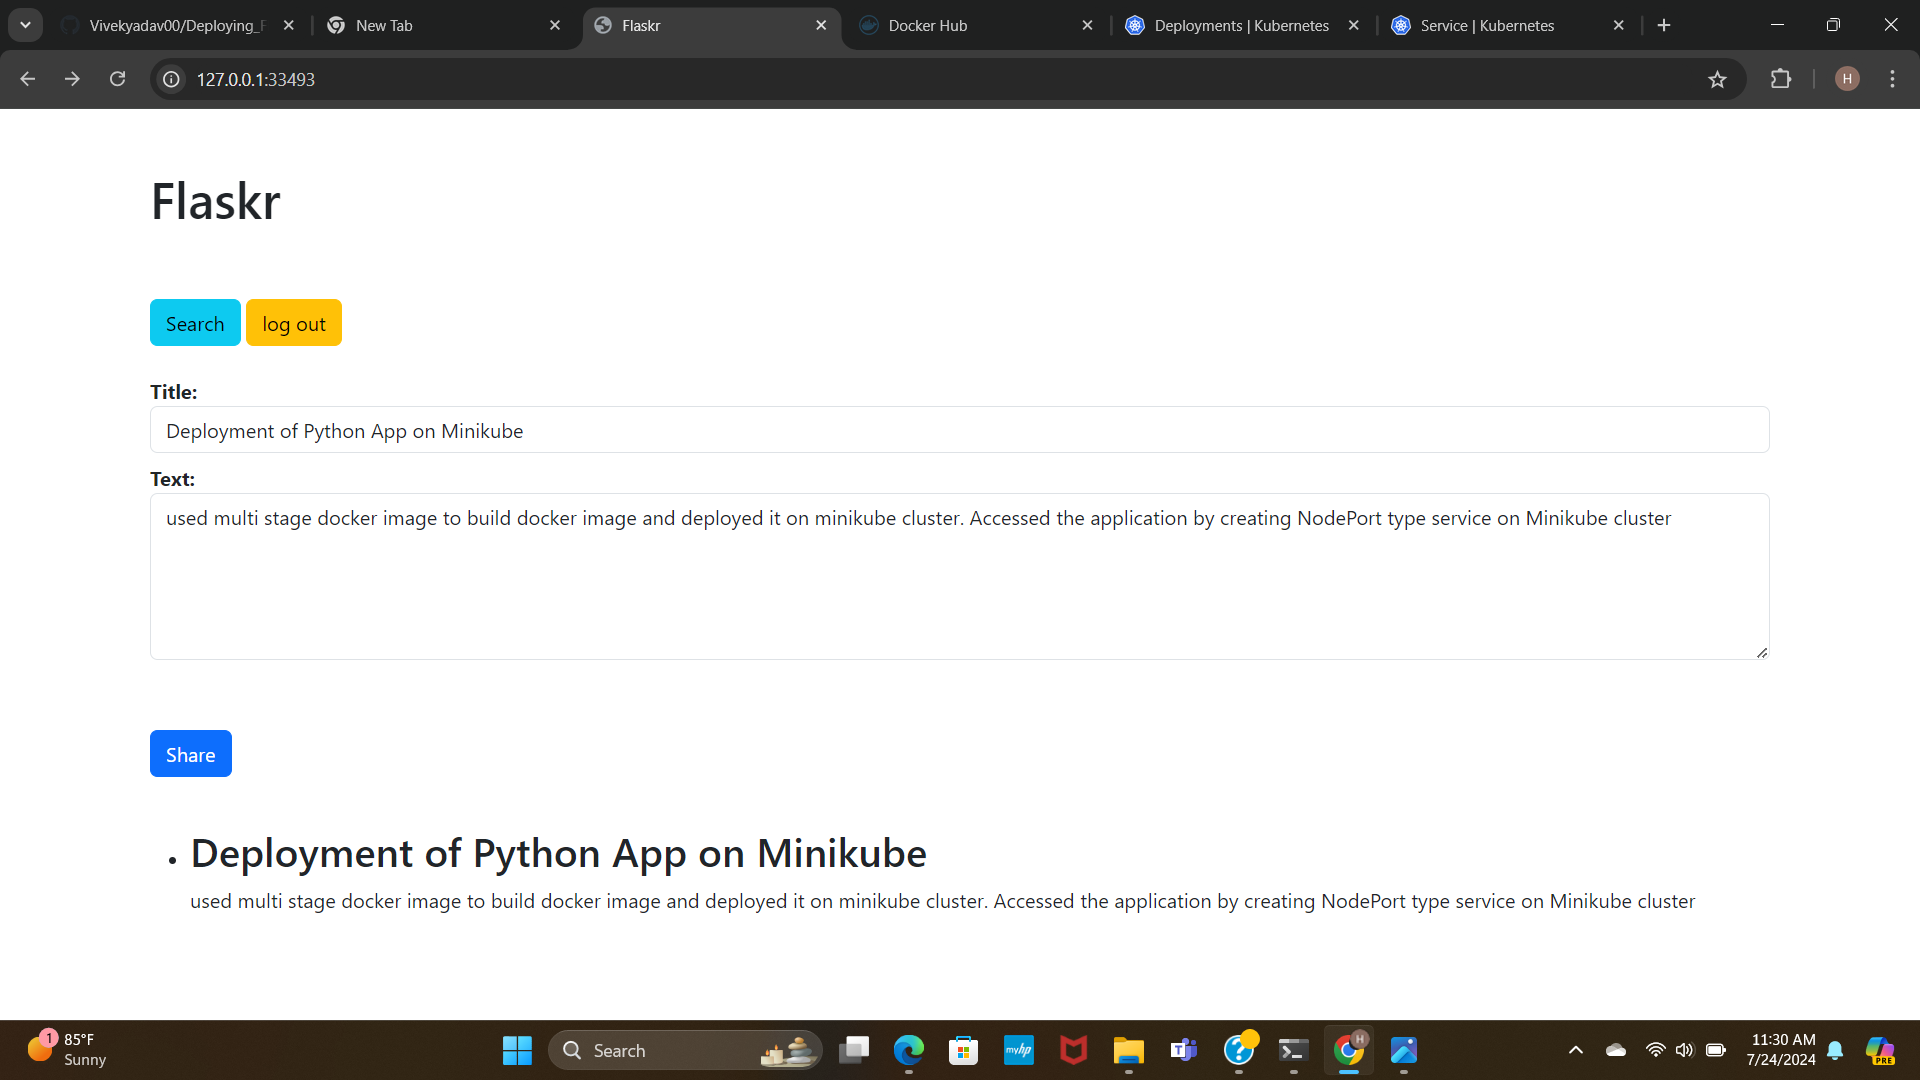 Vivekyadav00/Deploying_F
New Tab
Flaskr
Docker Hub
Deployments | Kubernetes
Service | Kubernetes
127.0.0.1:33493
H
Flaskr
Search
log out
Title:
Deployment of Python App on Minikube
Text:
used multi stage docker image to build docker image and deployed it on minikube cluster. Accessed the application by creating NodePort type service on Minikube cluster
Share
• Deployment of Python App on Minikube
used multi stage docker image to build docker image and deployed it on minikube cluster. Accessed the application by creating NodePort type service on Minikube cluster
1
85°F
Sunny
Search
myhp
T
?
H
11:30 AM
7/24/2024
PRE